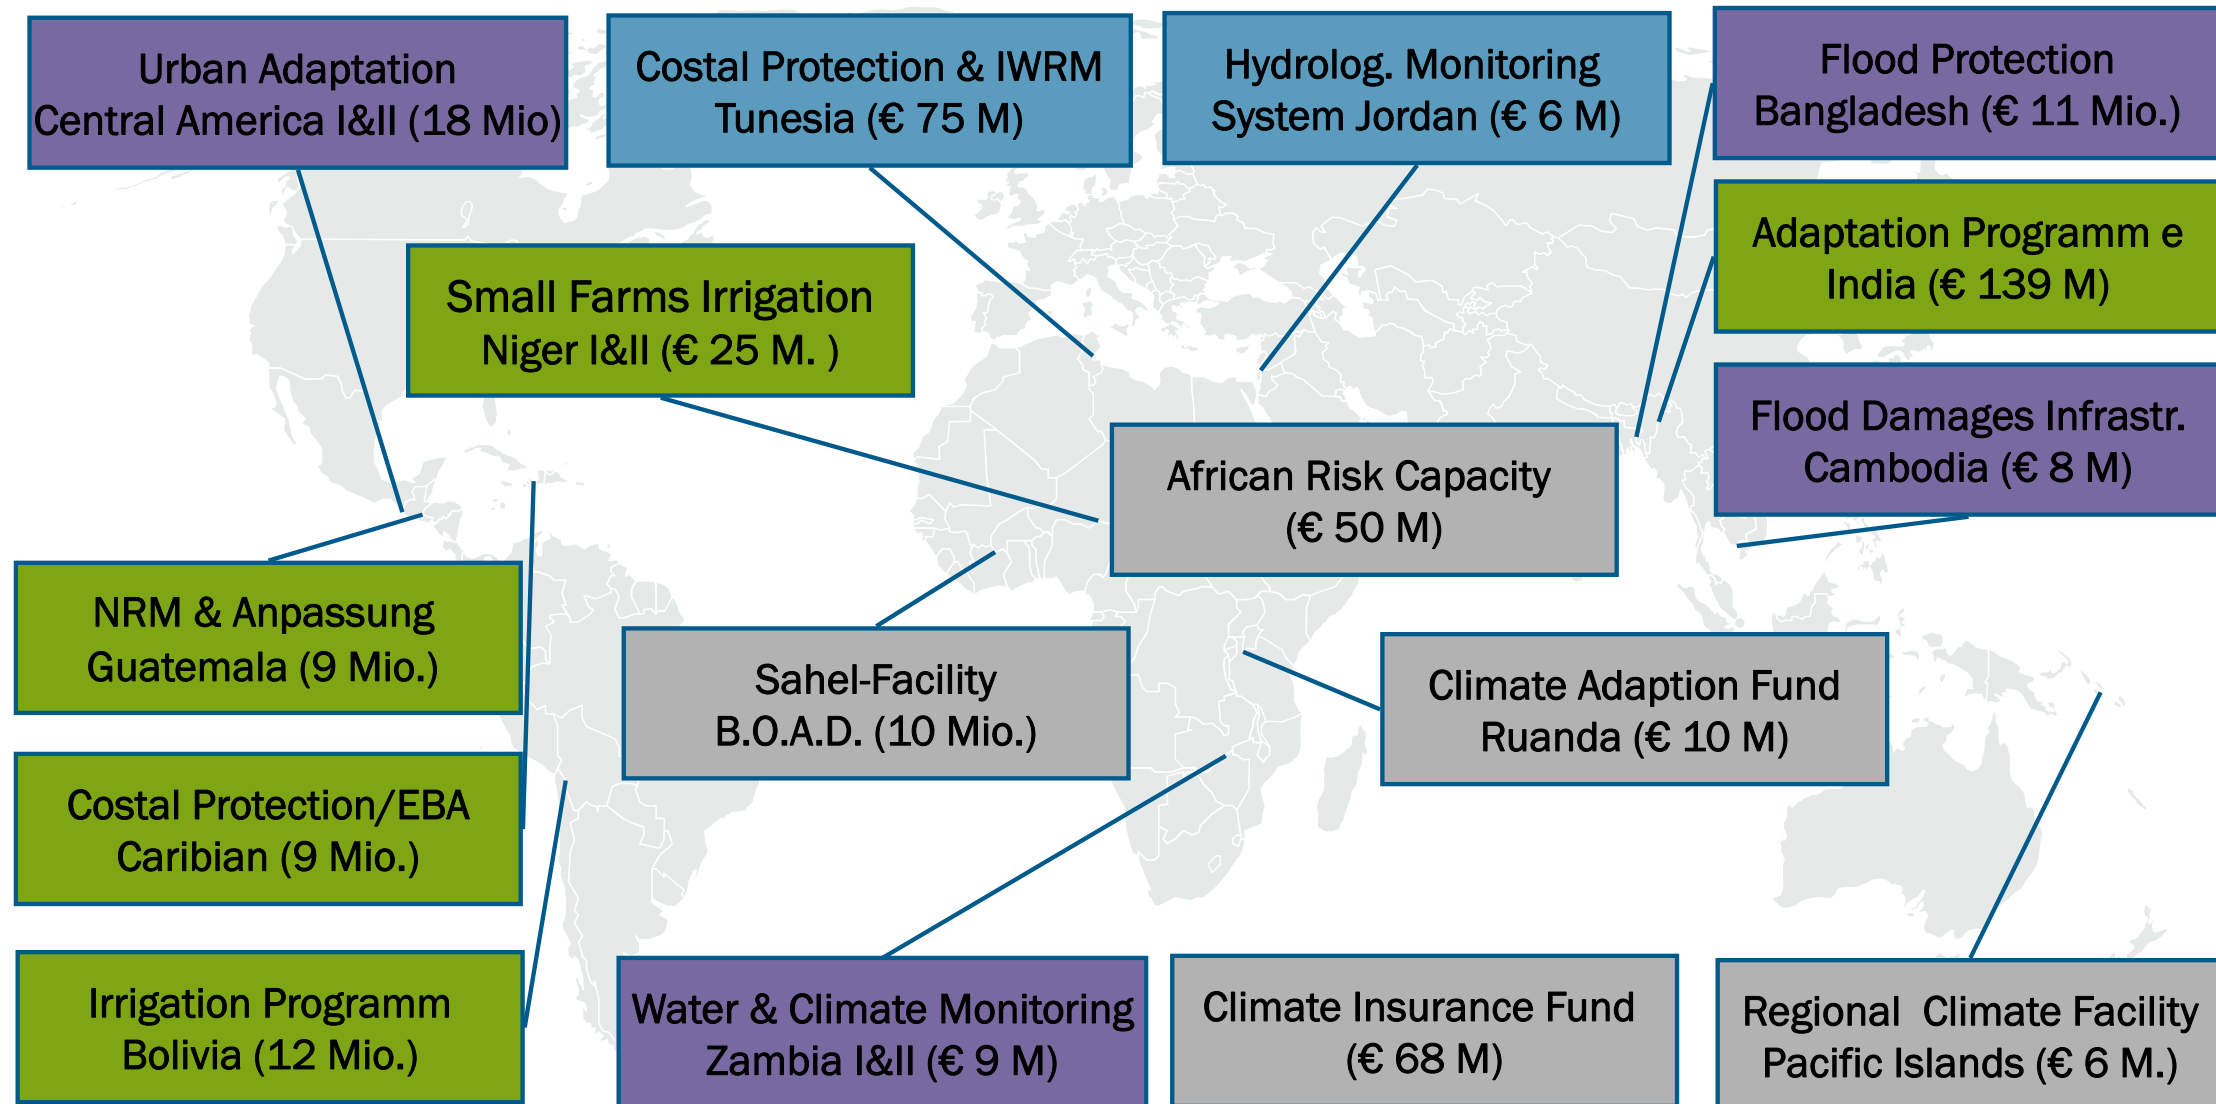 Urban Adaptation
Central America I&II (18 Mio)
Costal Protection & IWRM
Tunesia (€ 75 M)
Hydrolog. Monitoring
System Jordan (€ 6 M)
Flood Protection
Bangladesh (€ 11 Mio.)
Adaptation Programm e
India (€ 139 M)
Small Farms Irrigation
Niger I&II (€ 25 M. )
Flood Damages Infrastr.
Cambodia (€ 8 M)
African Risk Capacity
(€ 50 M)
NRM & Anpassung
Guatemala (9 Mio.)
Sahel-Facility
B.O.A.D. (10 Mio.)
Climate Adaption Fund
Ruanda (€ 10 M)
Costal Protection/EBA
Caribian (9 Mio.)
Irrigation Programm
Bolivia (12 Mio.)
Water & Climate Monitoring
Zambia I&II (€ 9 M)
Climate Insurance Fund
(€ 68 M)
Regional  Climate Facility
Pacific Islands (€ 6 M.)